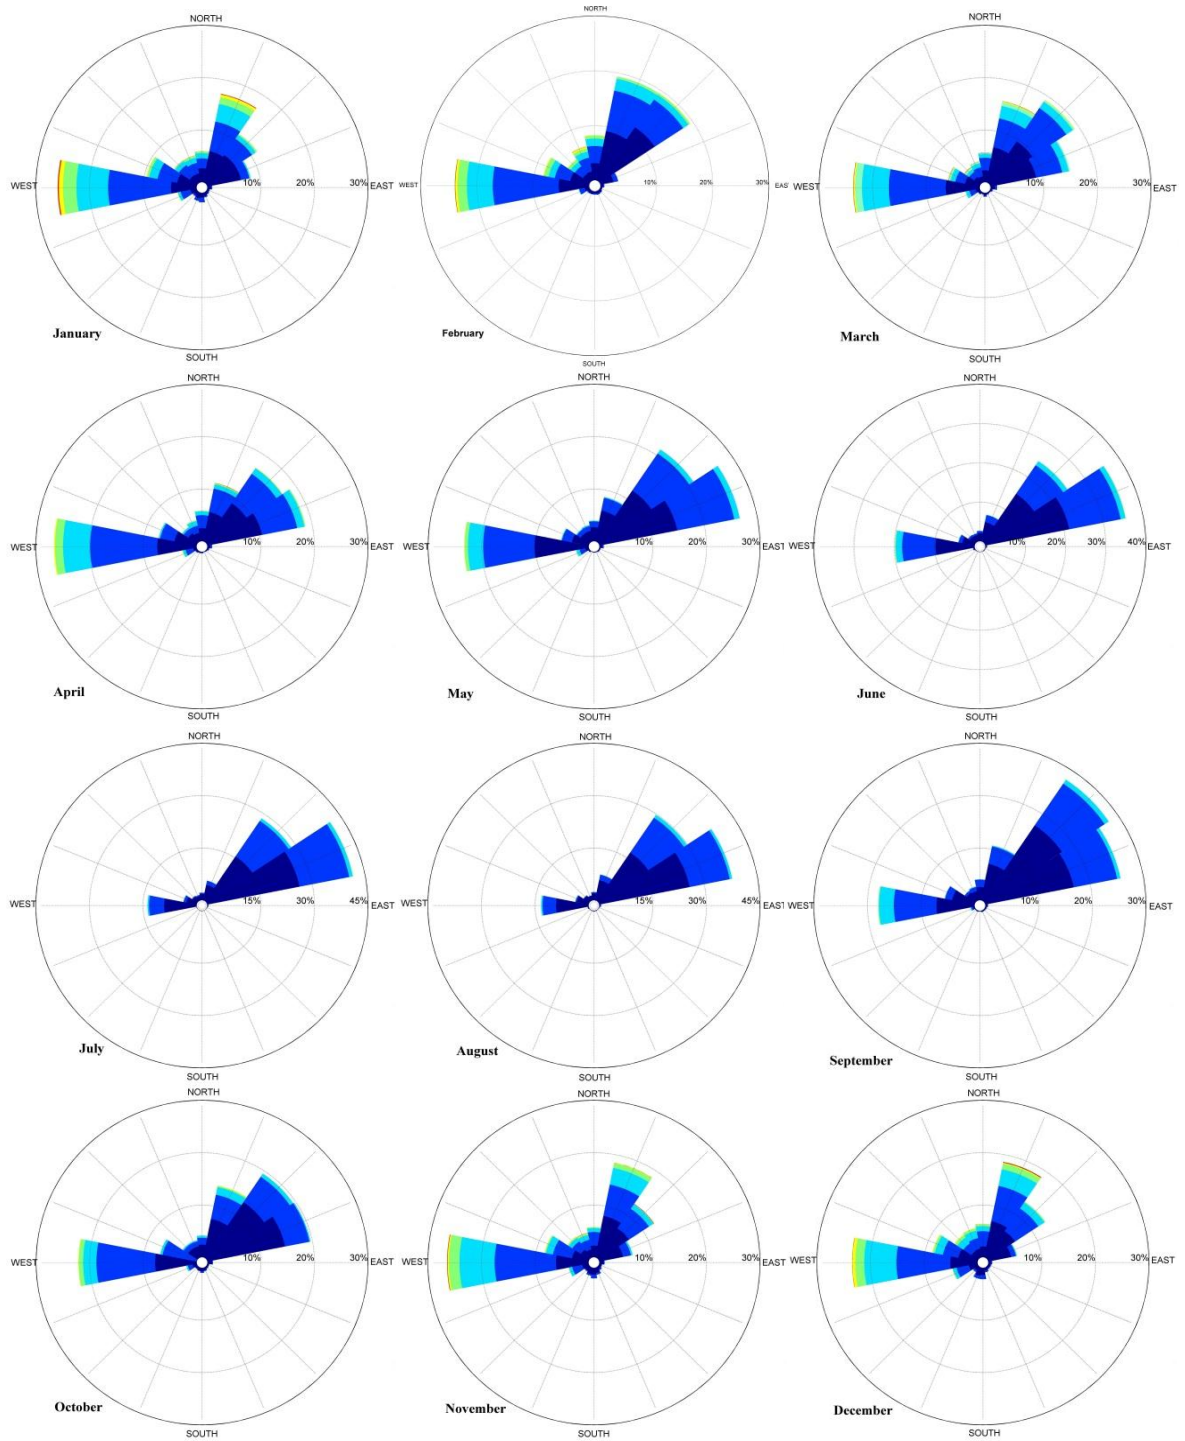 NORTH
WEST
10%
20%
30%
EAST
January
SOUTH
NORTH
WEST
10%
20%
30%
EAS
February
SOUTH
NORTH
WEST
10%
20%
30%
EAST
March
SOUTH
NORTH
WEST
10%
20%
30%
EAST
April
SOUTH
NORTH
WEST
10%
20%
30%
EAST
May
SOUTH
NORTH
WEST
10%
20%
30%
40%
EAST
June
SOUTH
NORTH
WEST
15%
30%
45%
EAST
July
SOUTH
NORTH
WEST
15%
30%
45%
EAST
August
SOUTH
NORTH
WEST
10%
20%
30%
EAST
September
SOUTH
NORTH
WEST
10%
20%
30%
EAST
October
SOUTH
NORTH
WEST
10%
20%
30%
EAST
November
SOUTH
NORTH
WEST
10%
20%
30%
EAST
December
SOUTH